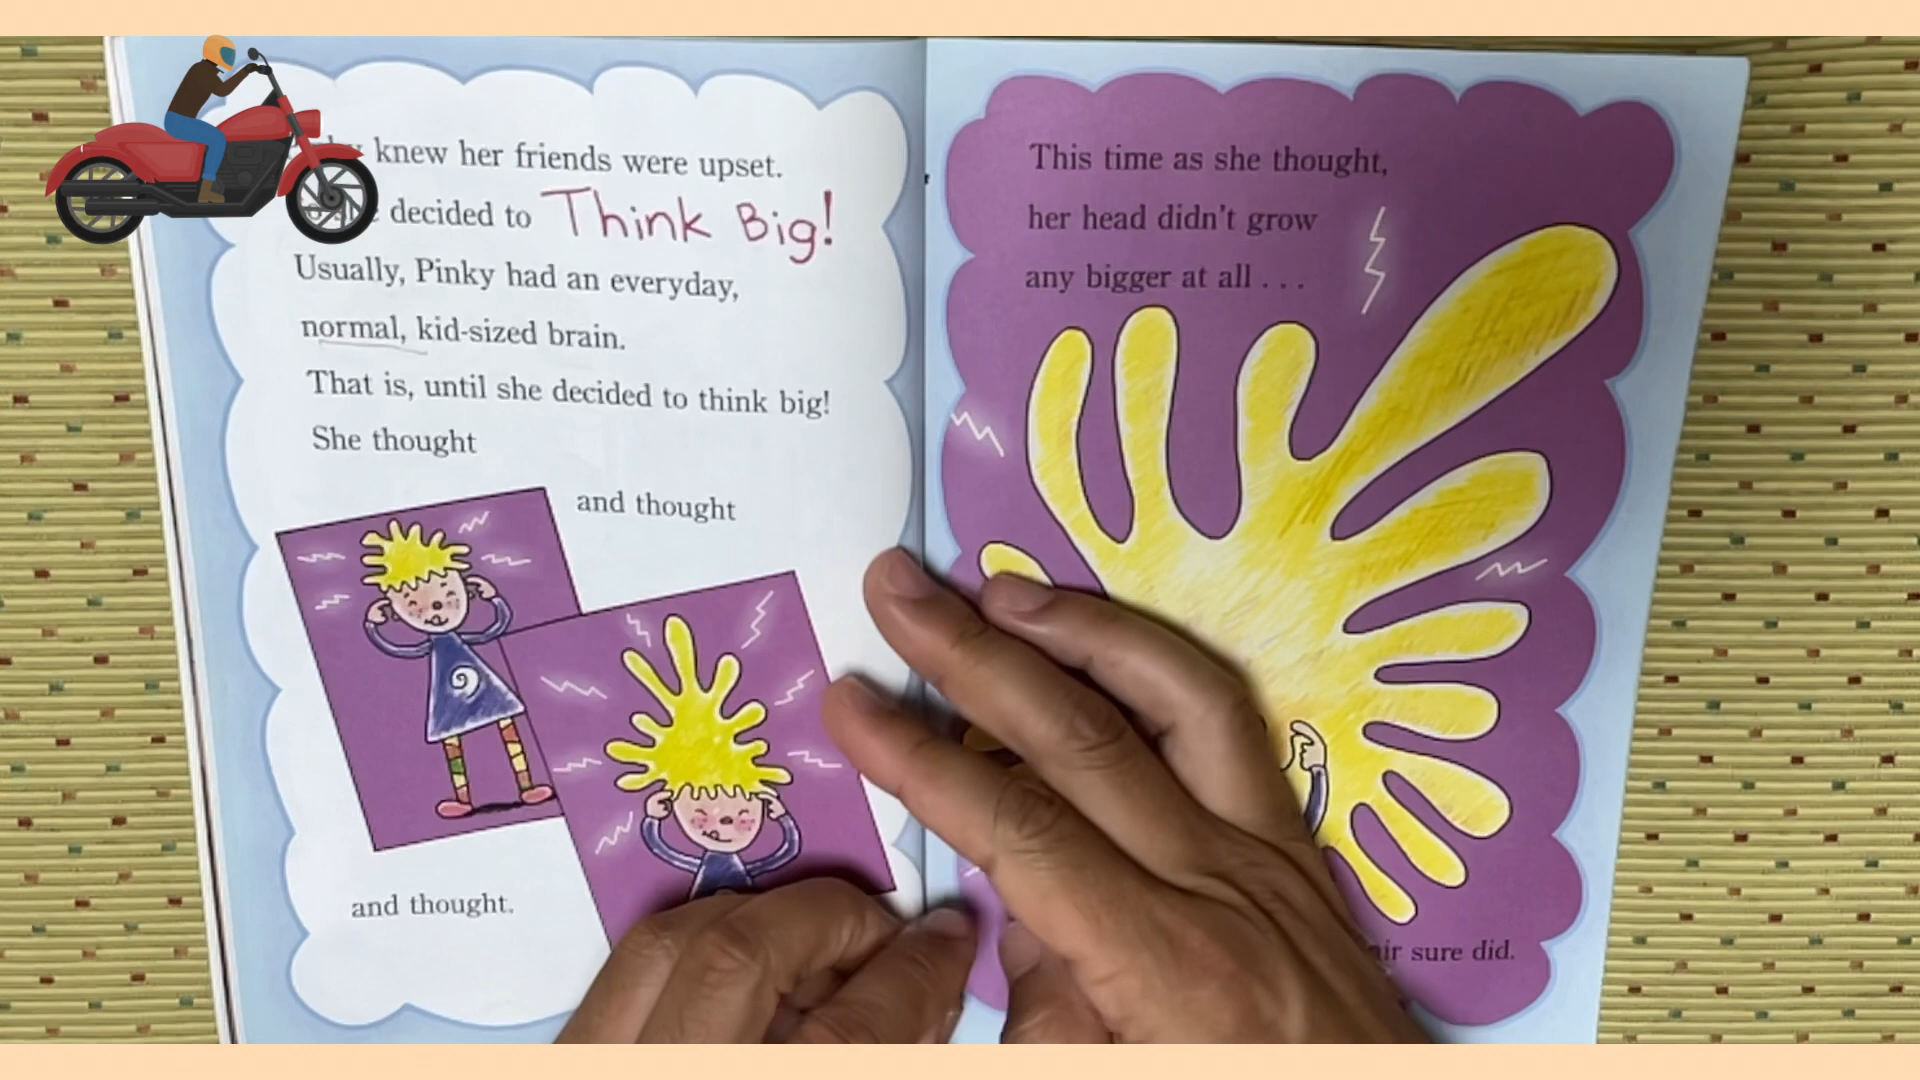 knew her friends were upset.
decided to Think Big!
Usually, Pinky had an everyday,
normal, kid-sized brain.
That is, until she decided to think big!
She thought
and thought
and thought.
This time as she thought,
her head didn't grow
any bigger at all . . .
sure did.